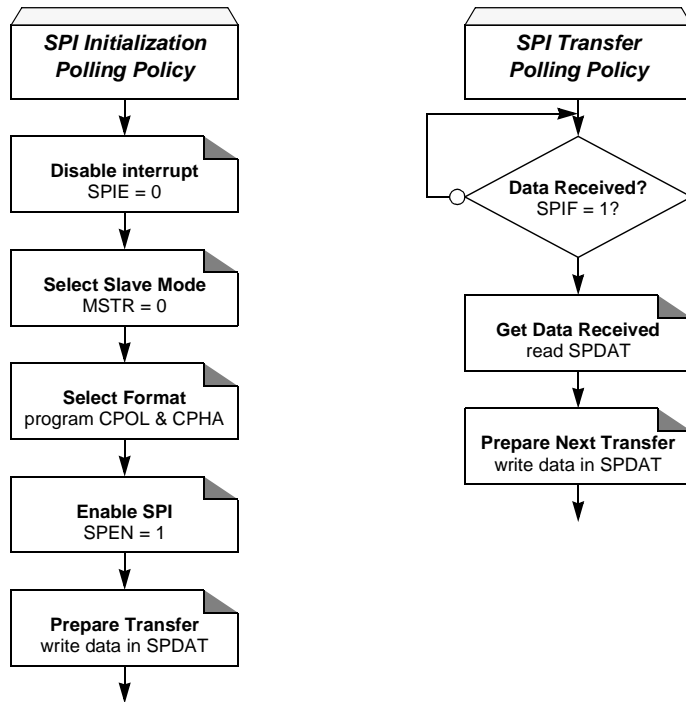 SPI Initialization
Polling Policy
Disable interrupt
SPIE = 0
Select Slave Mode
MSTR = 0
Select Format
program CPOL & CPHA
Enable SPI
SPEN = 1
Prepare Transfer
write data in SPDAT
SPI Transfer
Polling Policy
Data Received?
SPIF = 1?
Get Data Received
read SPDAT
Prepare Next Transfer
write data in SPDAT